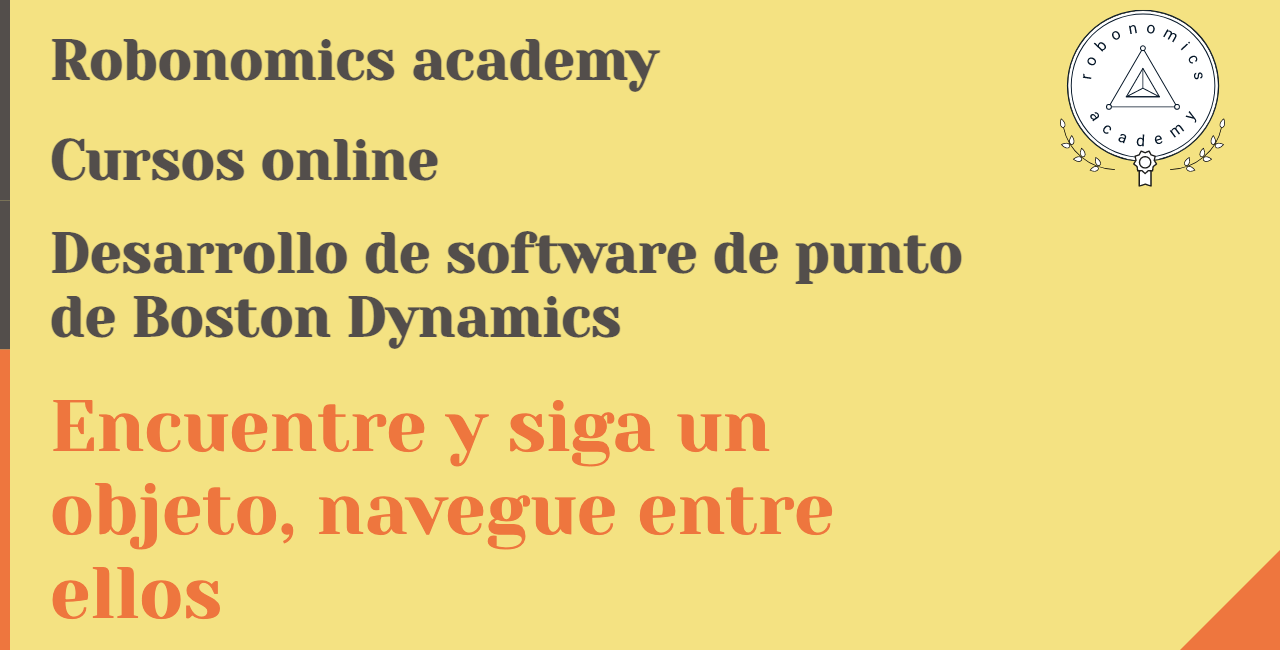 Robonomics academy
Cursos online
Desarrollo de software de punto
de Boston Dynamics
Encuentre y siga un
objeto, navegue entre
ellos
robonomics
academy